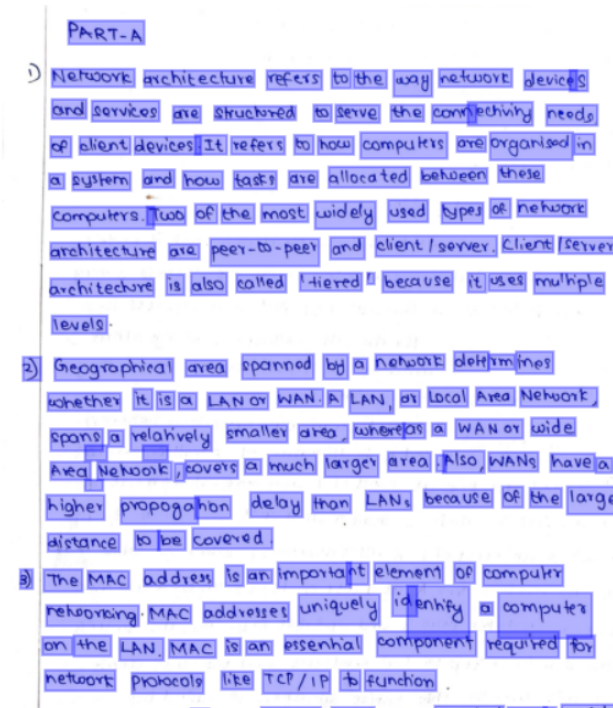 PART-A
1) Network architecture refers to the way network devices
and services are structured to serve the connectiving needs
of client devices. It refers to how computers are organised in
a system and how tasks are allocated between these
computers. Two of the most widely used types of network
architecture are peer-to-peer and client/server. Client/server
architecture is also called 'tiered' because it uses multiple
levels.
2) Geographical area spanned by a network determines
whether it is a LAN or WAN. A LAN, or Local Area Network,
spans a relatively smaller area, whereas a WAN or wide
Area Network, covers a much larger area. Also, WANs have a
higher propogation delay than LANs because of the large
distance to be covered.
3) The MAC address is an important element of computer
networking. MAC addresses uniquely identify a computer
on the LAN. MAC is an essential component required for
network protocols like TCP/IP to function.